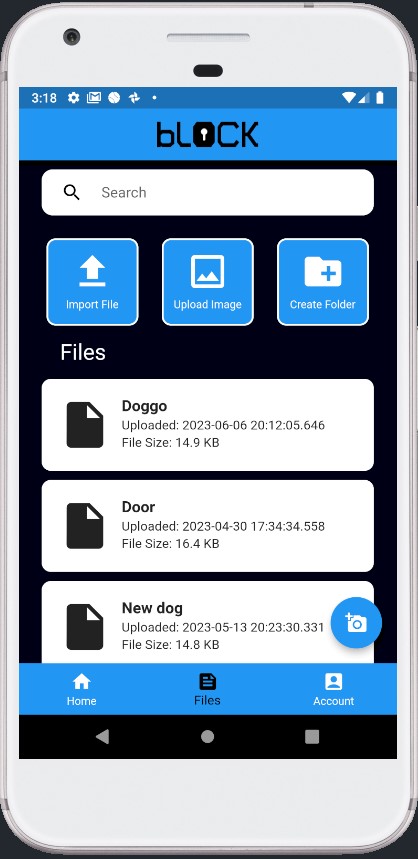 3:18
bLOCK
Search
Import File
Upload Image
Create Folder
Files
Doggo
Uploaded: 2023-06-06 20:12:05.646
File Size: 14.9 KB
Door
Uploaded: 2023-04-30 17:34:34.558
File Size: 16.4 KB
New dog
Uploaded: 2023-05-13 20:23:30.331
File Size: 14.8 KB
Home
Files
Account